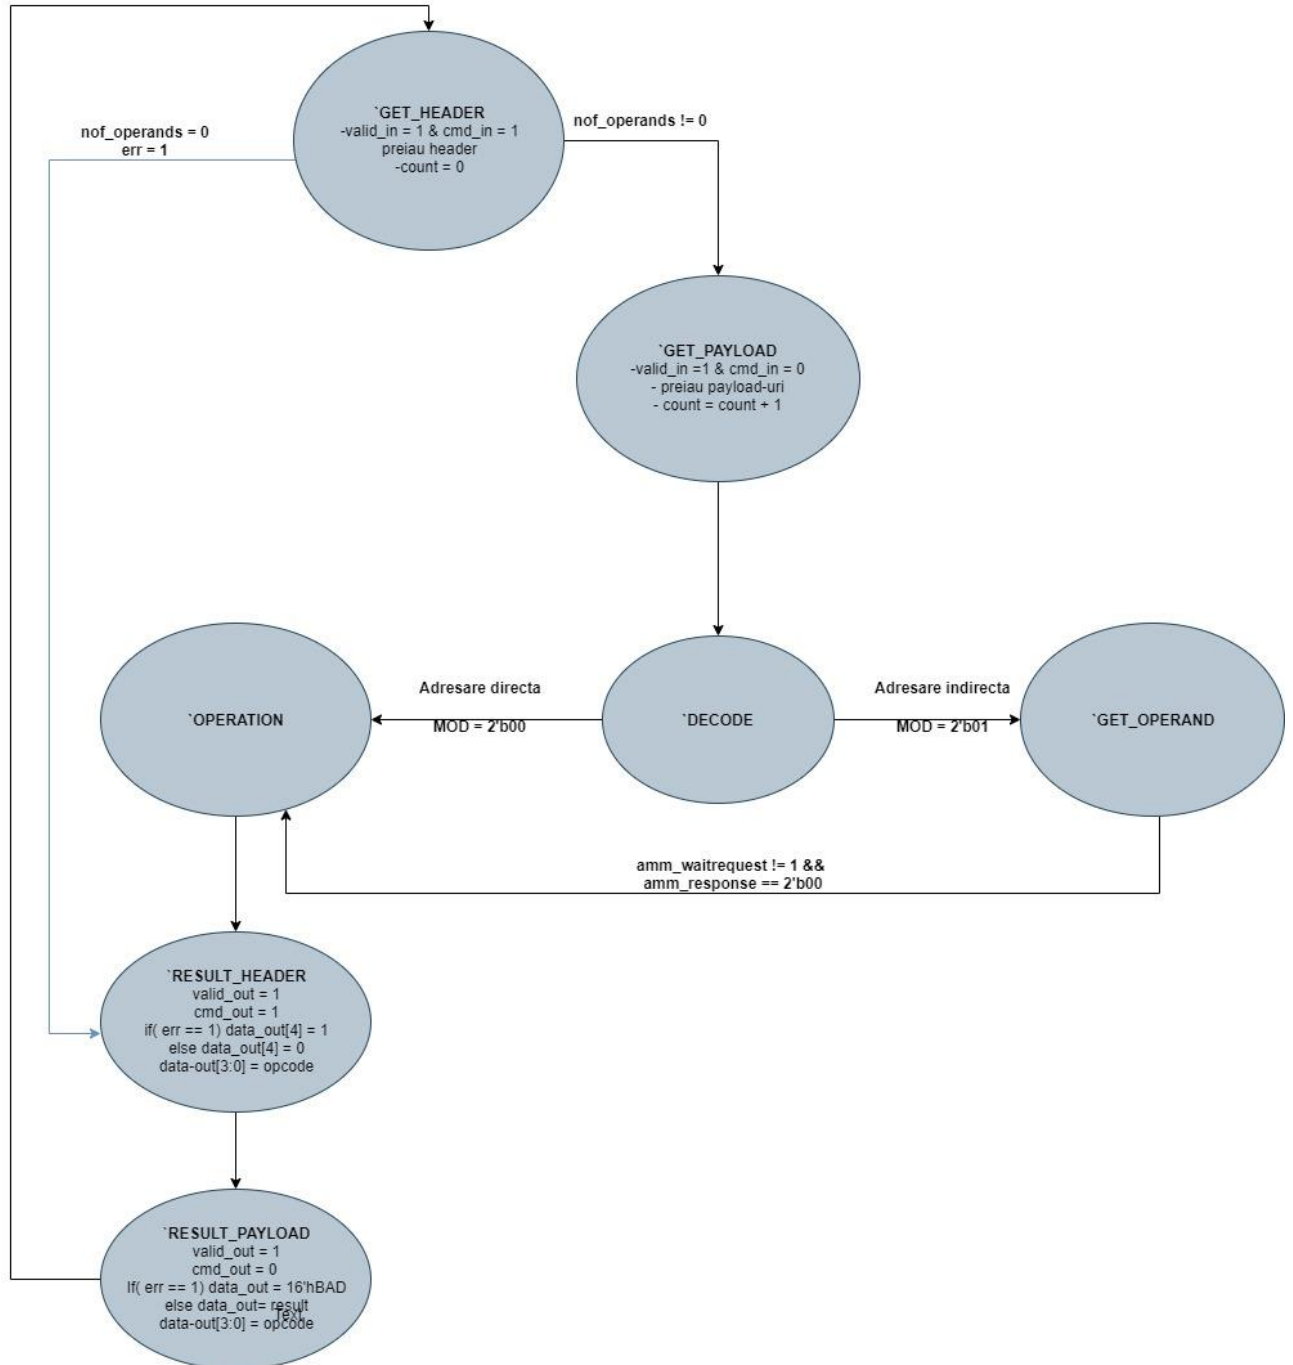 `GET_HEADER
-valid_in = 1 & cmd_in = 1
preiau header
-count = 0
nof_operands = 0
err = 1
nof_operands != 0
`GET_PAYLOAD
-valid_in =1 & cmd_in = 0
- preiau payload-uri
- count = count + 1
`OPERATION
Adresare directa
MOD = 2'b00
`DECODE
Adresare indirecta
MOD = 2'b01
`GET_OPERAND
amm_waitrequest != 1 &&
amm_response == 2'b00
`RESULT_HEADER
valid_out = 1
cmd_out = 1
if( err == 1) data_out[4] = 1
else data_out[4] = 0
data-out[3:0] = opcode
`RESULT_PAYLOAD
valid_out = 1
cmd_out = 0
If( err == 1) data_out = 16'hBAD
else data_out= result
Text
data-out[3:0] = opcode